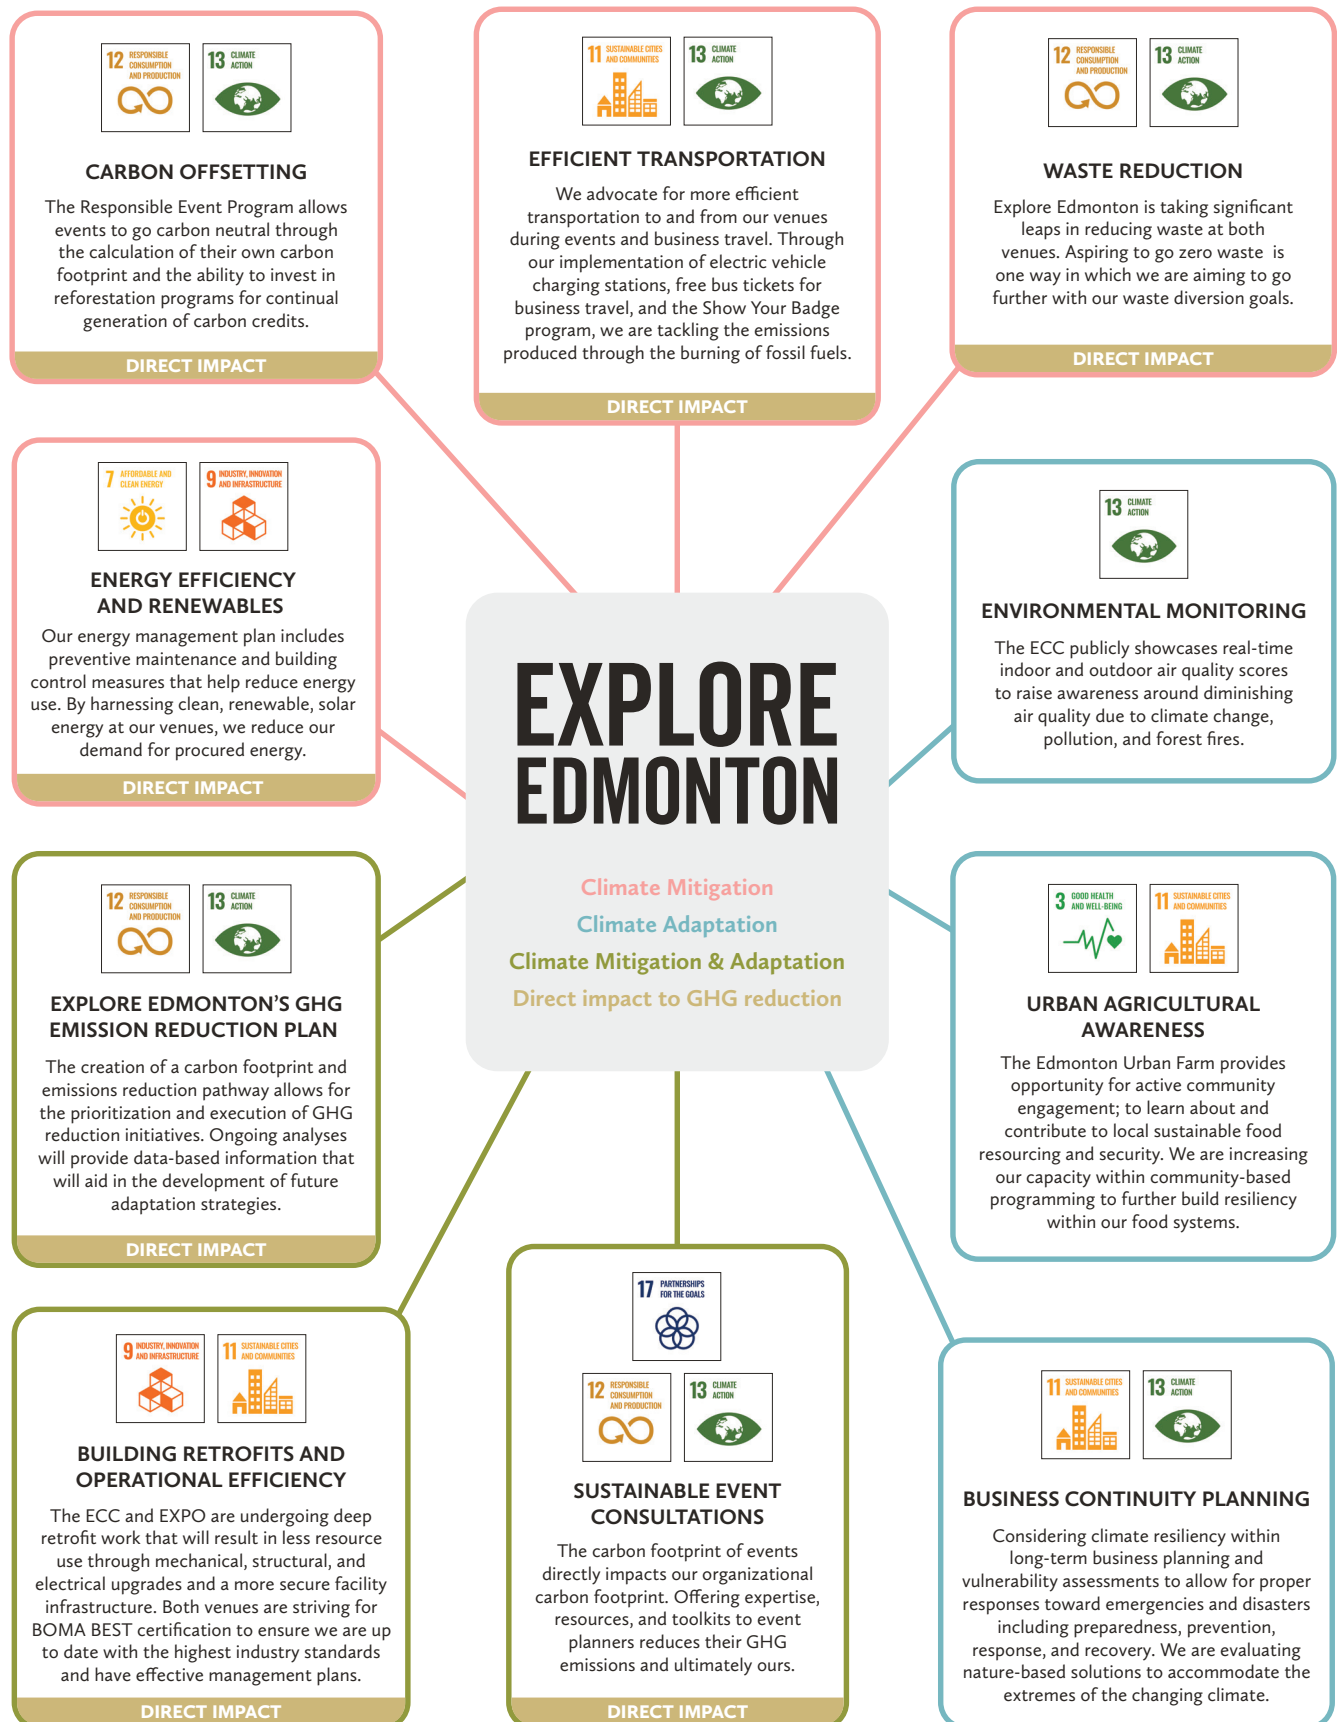 12 RESPONSIBLE
CONSUMPTION
AND PRODUCTION
13 CLIMATE
ACTION
CARBON OFFSETTING
The Responsible Event Program allows
events to go carbon neutral through
the calculation of their own carbon
footprint and the ability to invest in
reforestation programs for continual
generation of carbon credits.
DIRECT IMPACT
11 SUSTAINABLE CITIES
AND COMMUNITIES
13 CLIMATE
ACTION
EFFICIENT TRANSPORTATION
We advocate for more efficient
transportation to and from our venues
during events and business travel. Through
our implementation of electric vehicle
charging stations, free bus tickets for
business travel, and the Show Your Badge
program, we are tackling the emissions
produced through the burning of fossil fuels.
DIRECT IMPACT
12 RESPONSIBLE
CONSUMPTION
AND PRODUCTION
13 CLIMATE
ACTION
WASTE REDUCTION
Explore Edmonton is taking significant
leaps in reducing waste at both
venues. Aspiring to go zero waste is
one way in which we are aiming to go
further with our waste diversion goals.
DIRECT IMPACT
7 AFFORDABLE AND
CLEAN ENERGY
9 INDUSTRY, INNOVATION
AND INFRASTRUCTURE
ENERGY EFFICIENCY
AND RENEWABLES
Our energy management plan includes
preventive maintenance and building
control measures that help reduce energy
use. By harnessing clean, renewable, solar
energy at our venues, we reduce our
demand for procured energy.
DIRECT IMPACT
13 CLIMATE
ACTION
ENVIRONMENTAL MONITORING
The ECC publicly showcases real-time
indoor and outdoor air quality scores
to raise awareness around diminishing
air quality due to climate change,
pollution, and forest fires.
EXPLORE
EDMONTON
Climate Mitigation
Climate Adaptation
Climate Mitigation & Adaptation
Direct impact to GHG reduction
12 RESPONSIBLE
CONSUMPTION
AND PRODUCTION
13 CLIMATE
ACTION
EXPLORE EDMONTON'S GHG
EMISSION REDUCTION PLAN
The creation of a carbon footprint and
emissions reduction pathway allows for
the prioritization and execution of GHG
reduction initiatives. Ongoing analyses
will provide data-based information that
will aid in the development of future
adaptation strategies.
DIRECT IMPACT
3 GOOD HEALTH
AND WELL-BEING
11 SUSTAINABLE CITIES
AND COMMUNITIES
URBAN AGRICULTURAL
AWARENESS
The Edmonton Urban Farm provides
opportunity for active community
engagement; to learn about and
contribute to local sustainable food
resourcing and security. We are increasing
our capacity within community-based
programming to further build resiliency
within our food systems.
9 INDUSTRY, INNOVATION
AND INFRASTRUCTURE
11 SUSTAINABLE CITIES
AND COMMUNITIES
BUILDING RETROFITS AND
OPERATIONAL EFFICIENCY
The ECC and EXPO are undergoing deep
retrofit work that will result in less resource
use through mechanical, structural, and
electrical upgrades and a more secure facility
infrastructure. Both venues are striving for
BOMA BEST certification to ensure we are up
to date with the highest industry standards
and have effective management plans.
DIRECT IMPACT
17 PARTNERSHIPS
FOR THE GOALS
12 RESPONSIBLE
CONSUMPTION
AND PRODUCTION
13 CLIMATE
ACTION
SUSTAINABLE EVENT
CONSULTATIONS
The carbon footprint of events
directly impacts our organizational
carbon footprint. Offering expertise,
resources, and toolkits to event
planners reduces their GHG
emissions and ultimately ours.
DIRECT IMPACT
11 SUSTAINABLE CITIES
AND COMMUNITIES
13 CLIMATE
ACTION
BUSINESS CONTINUITY PLANNING
Considering climate resiliency within
long-term business planning and
vulnerability assessments to allow for proper
responses toward emergencies and disasters
including preparedness, prevention,
response, and recovery. We are evaluating
nature-based solutions to accommodate the
extremes of the changing climate.